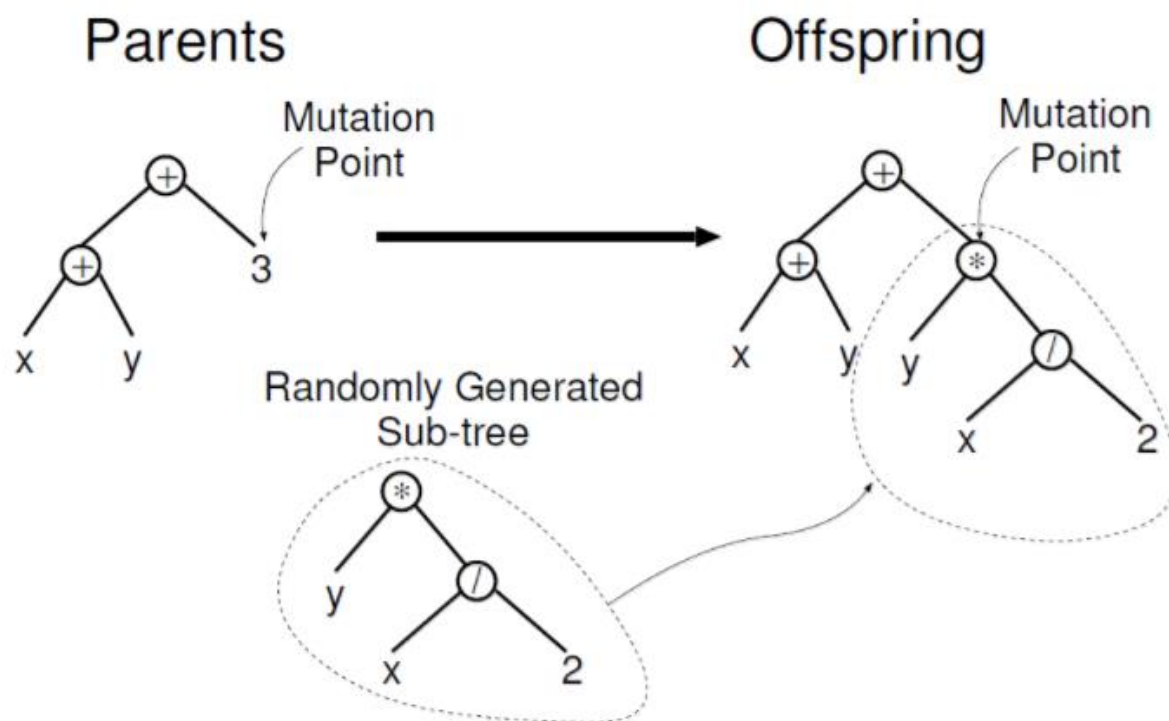 Parents
Offspring
Mutation
Point
Mutation
Point
+
+
+
3
+
*
x
y
x
y
y
/
Randomly Generated
Sub-tree
x
2
*
y
/
x
2